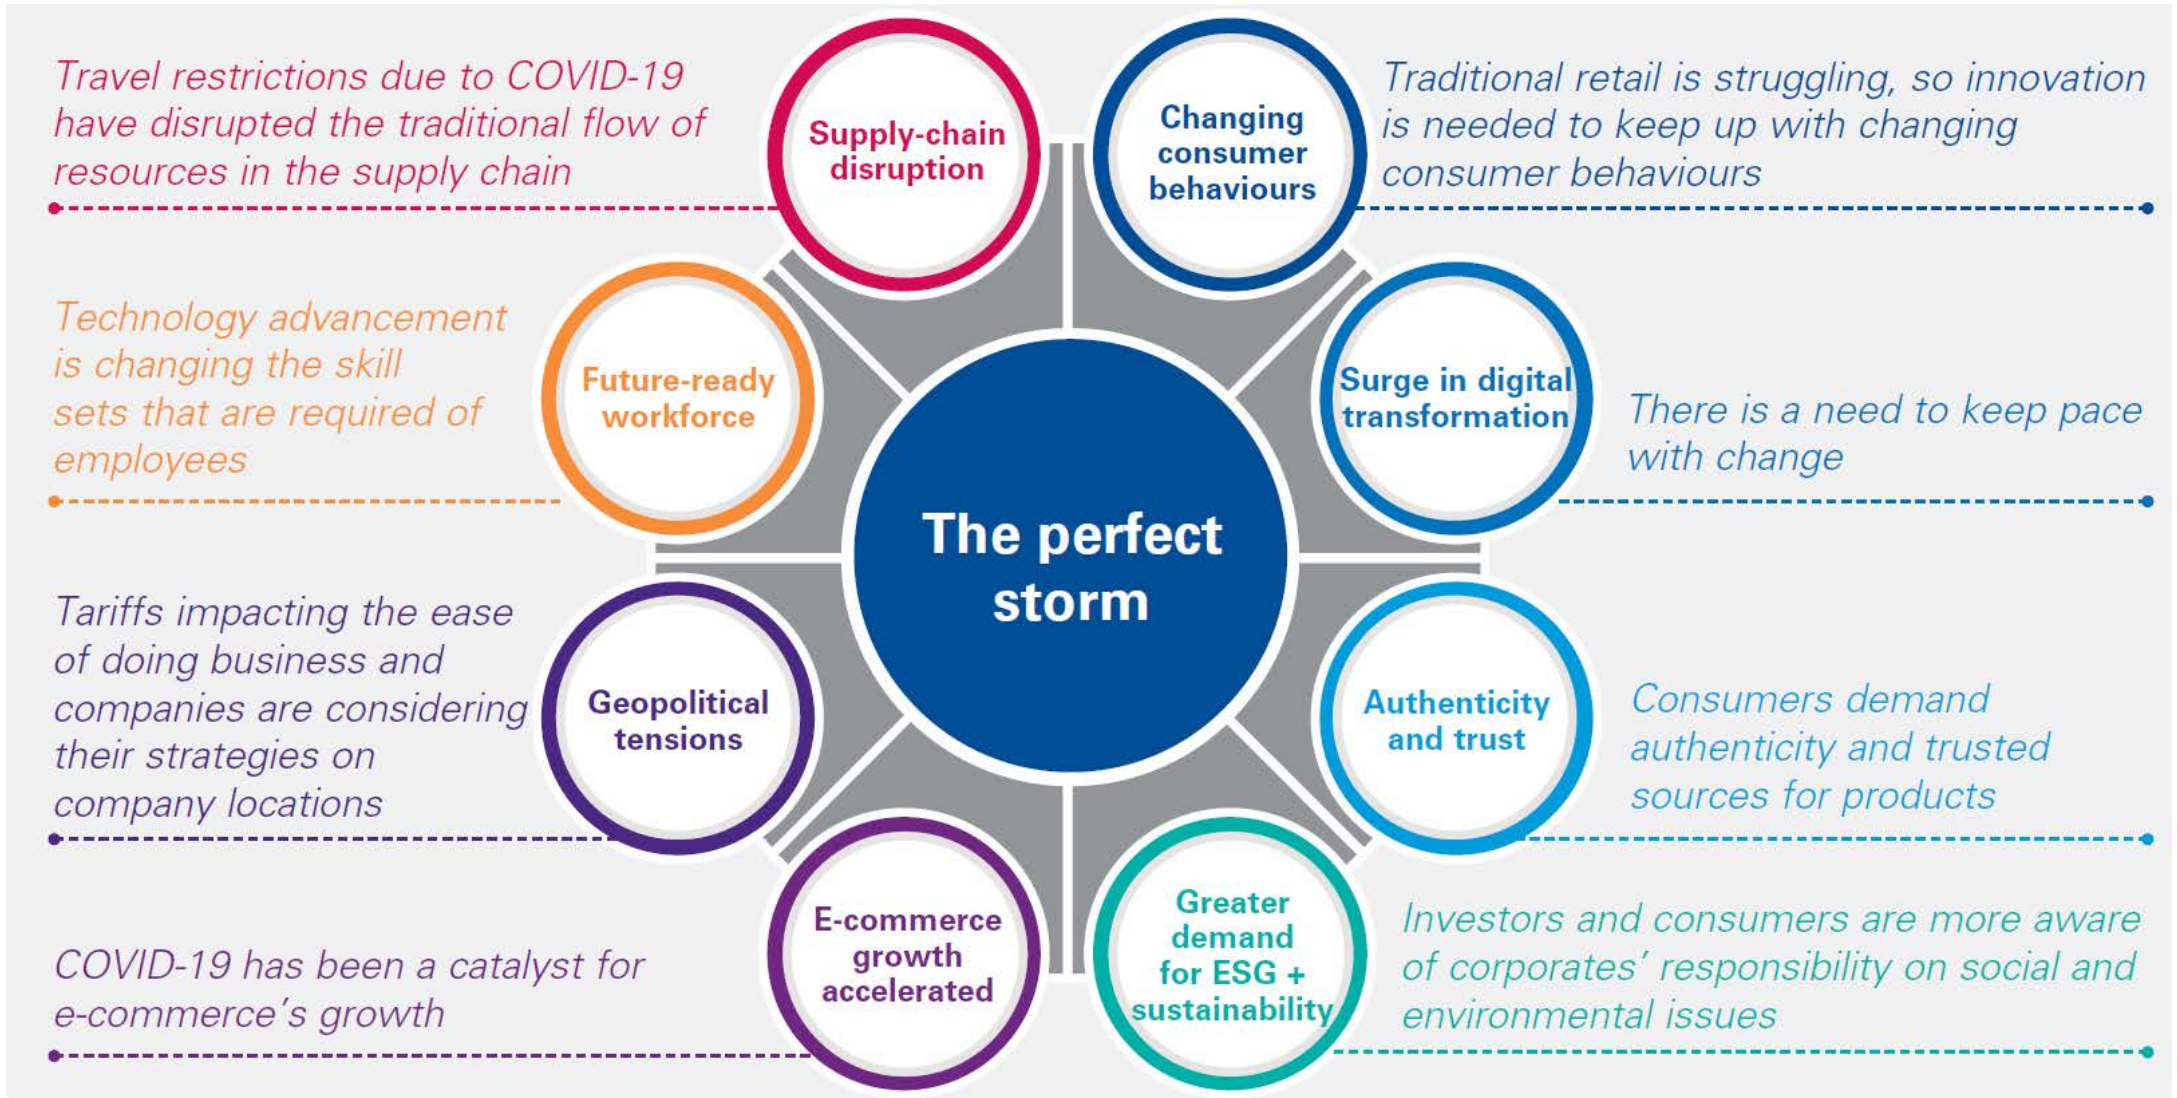 Travel restrictions due to COVID-19
have disrupted the traditional flow of
resources in the supply chain
Supply-chain
disruption
Changing
consumer
behaviours
Traditional retail is struggling, so innovation
is needed to keep up with changing
consumer behaviours
Technology advancement
is changing the skill
sets that are required of
employees
Future-ready
workforce
Surge in digital
transformation
There is a need to keep pace
with change
The perfect
storm
Tariffs impacting the ease
of doing business and
companies are considering
their strategies on
company locations
Geopolitical
tensions
Authenticity
and trust
Consumers demand
authenticity and trusted
sources for products
COVID-19 has been a catalyst for
e-commerce’s growth
E-commerce
growth
accelerated
Greater
demand
for ESG +
sustainability
Investors and consumers are more aware
of corporates’ responsibility on social and
environmental issues